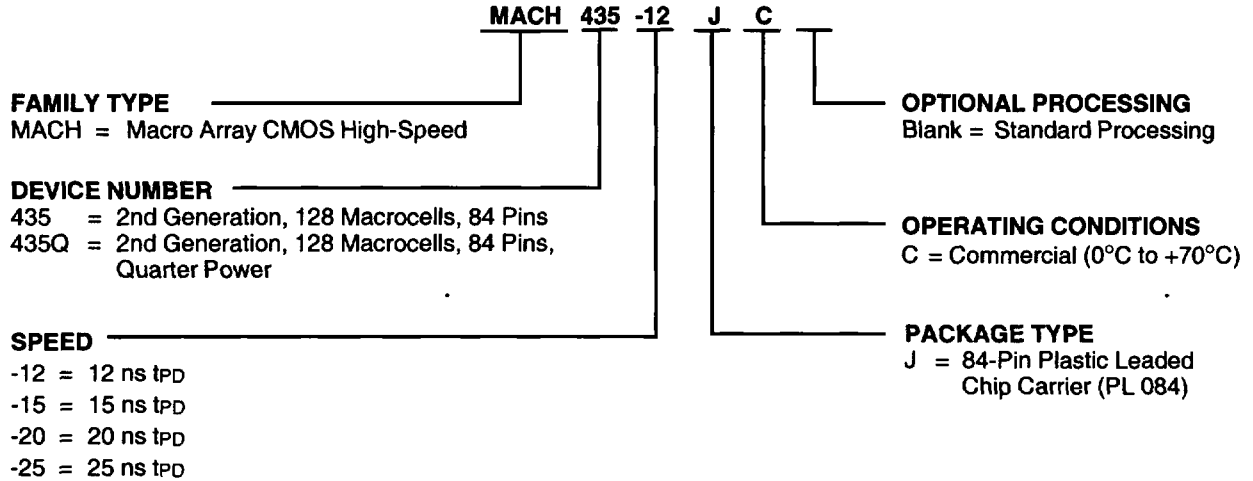 MACH 435 -12 J C
FAMILY TYPE
MACH = Macro Array CMOS High-Speed
DEVICE NUMBER
435 = 2nd Generation, 128 Macrocells, 84 Pins
435Q = 2nd Generation, 128 Macrocells, 84 Pins,
Quarter Power
SPEED
-12 = 12 ns tPD
-15 = 15 ns tPD
-20 = 20 ns tPD
-25 = 25 ns tPD
OPTIONAL PROCESSING
Blank = Standard Processing
OPERATING CONDITIONS
C = Commercial (0°C to +70°C)
PACKAGE TYPE
J = 84-Pin Plastic Leaded
Chip Carrier (PL 084)